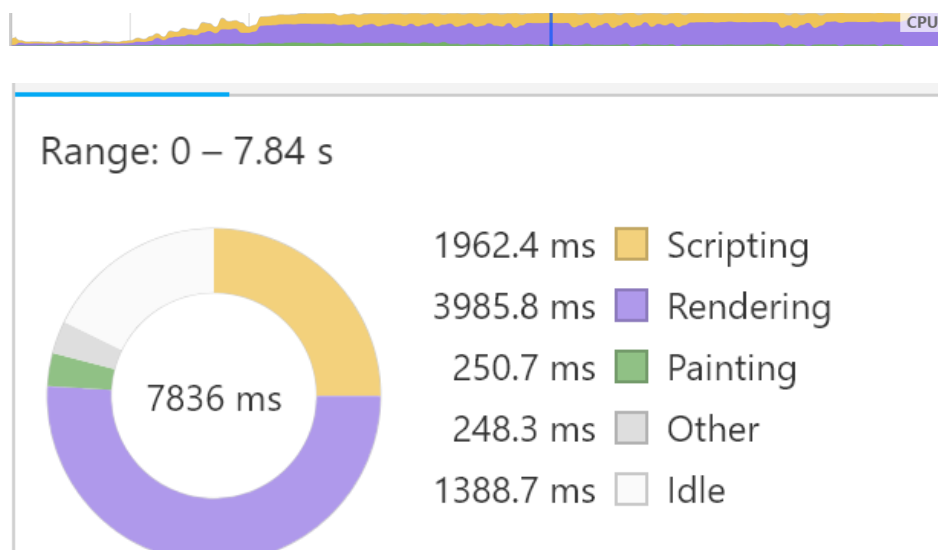 CPU
Range: 0 – 7.84 s
1962.4 ms Scripting
3985.8 ms Rendering
250.7 ms Painting
7836 ms
248.3 ms Other
1388.7 ms Idle